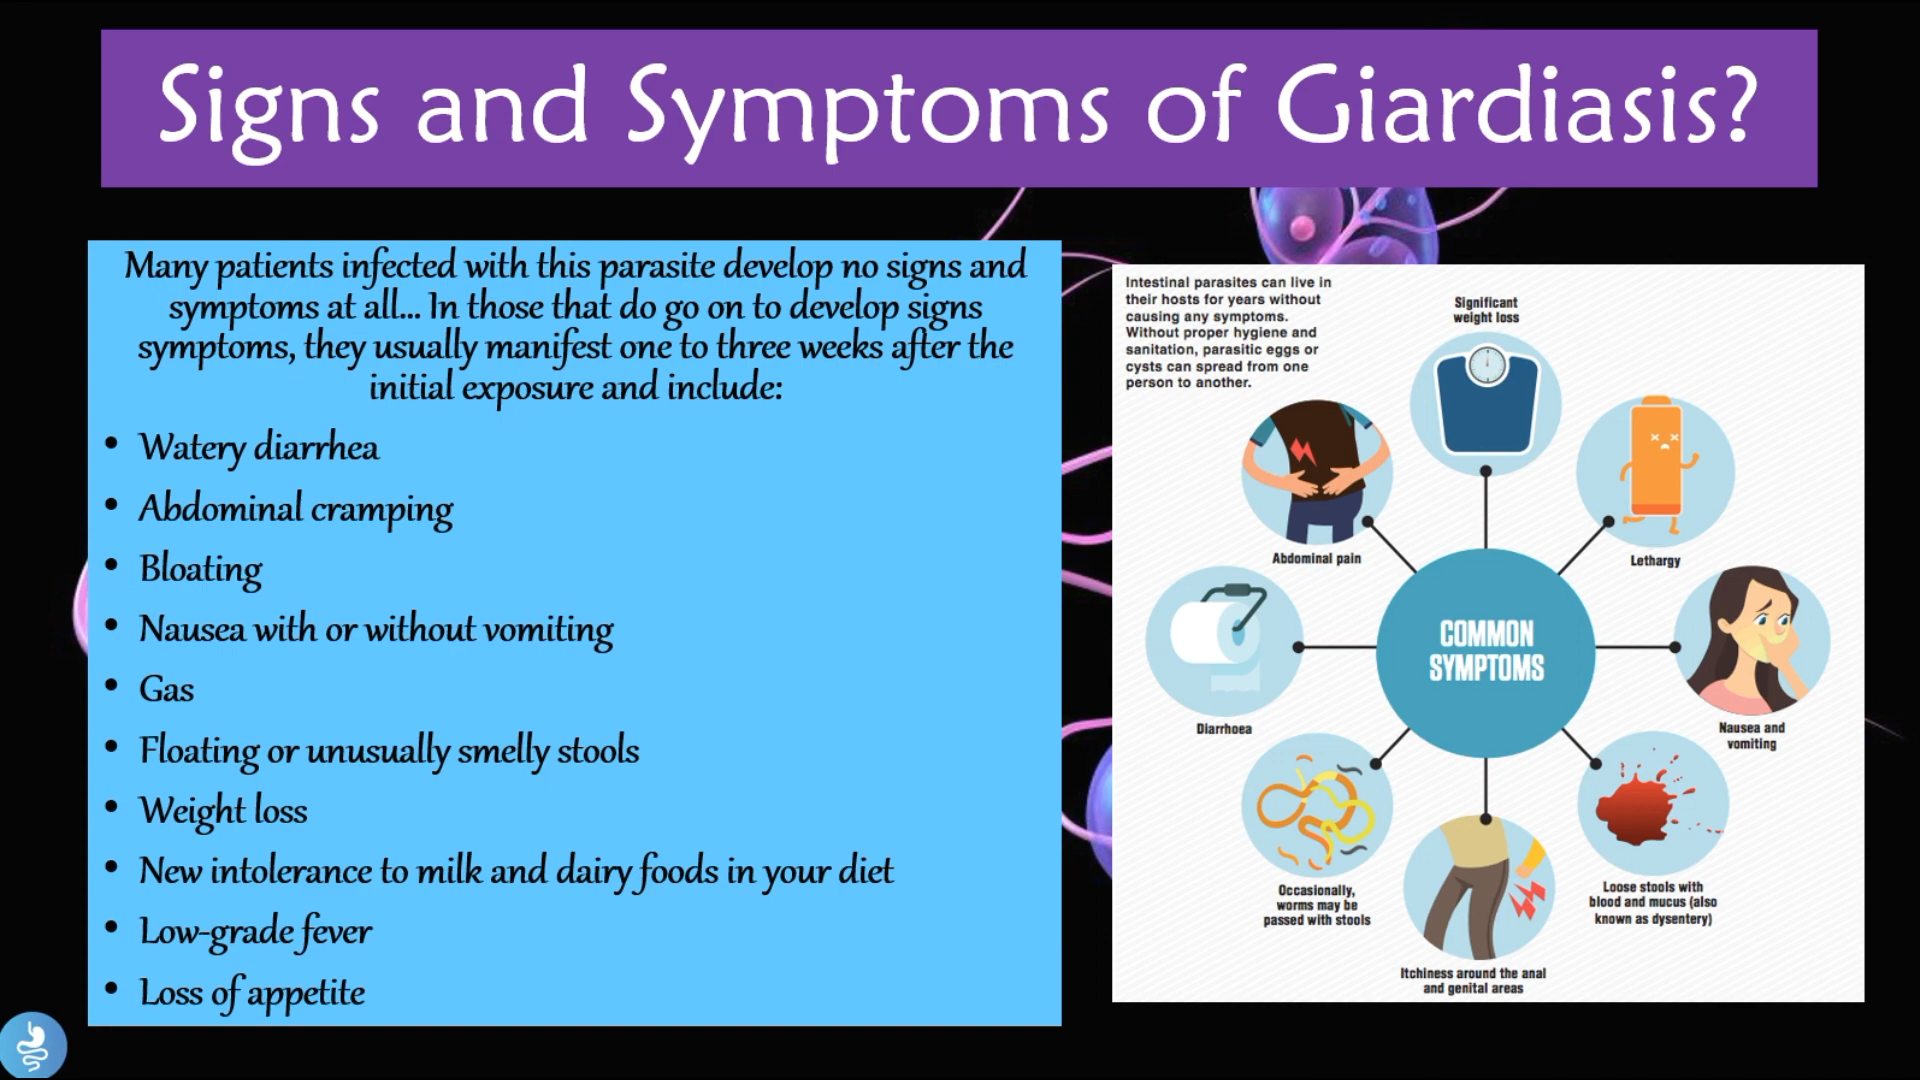 Signs and Symptoms of Giardiasis?
Many patients infected with this parasite develop no signs and
symptoms at all... In those that do go on to develop signs
symptoms, they usually manifest one to three weeks after the
initial exposure and include:
• Watery diarrhea
• Abdominal cramping
• Bloating
• Nausea with or without vomiting
• Gas
• Floating or unusually smelly stools
• Weight loss
• New intolerance to milk and dairy foods in your diet
• Low-grade fever
• Loss of appetite
Intestinal parasites can live in
their hosts for years without
causing any symptoms.
Without proper hygiene and
sanitation, parasitic eggs or
cysts can spread from one
person to another.
Significant
weight loss
Abdominal pain
Lethargy
COMMON
SYMPTOMS
Diarrhoea
Nausea and
vomiting
Occasionally,
worms may be
passed with stools
Loose stools with
blood and mucus (also
known as dysentery)
Itchiness around the anal
and genital areas